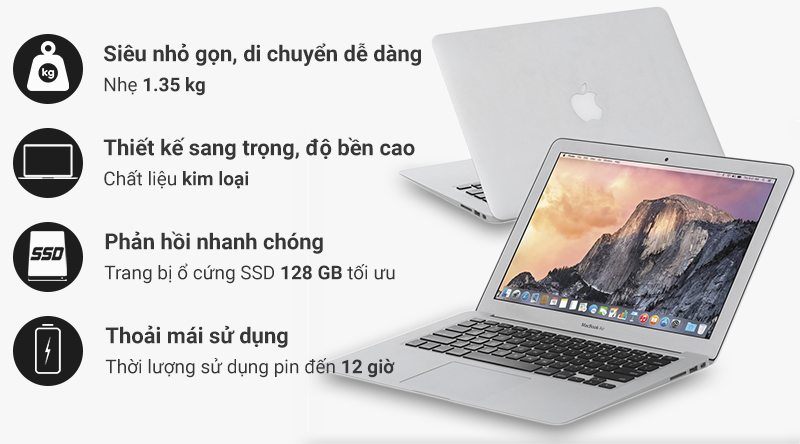 kg
Siêu nhỏ gọn, di chuyển dễ dàng
Nhẹ 1.35 kg
Thiết kế sang trọng, độ bền cao
Chất liệu kim loại
SSD
Phản hồi nhanh chóng
Trang bị ổ cứng SSD 128 GB tối ưu
Thoải mái sử dụng
Thời lượng sử dụng pin đến 12 giờ
MacBook Air